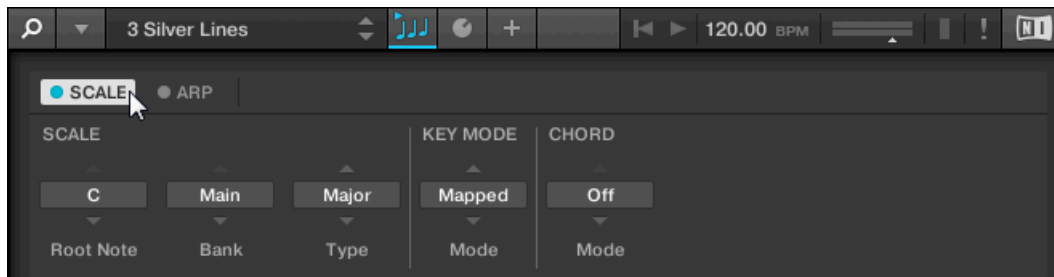 3 Silver Lines 120.00 BPM ! NI
SCALE ARP
SCALE KEY MODE CHORD
C Main Major Mapped Off
Root Note Bank Type Mode Mode